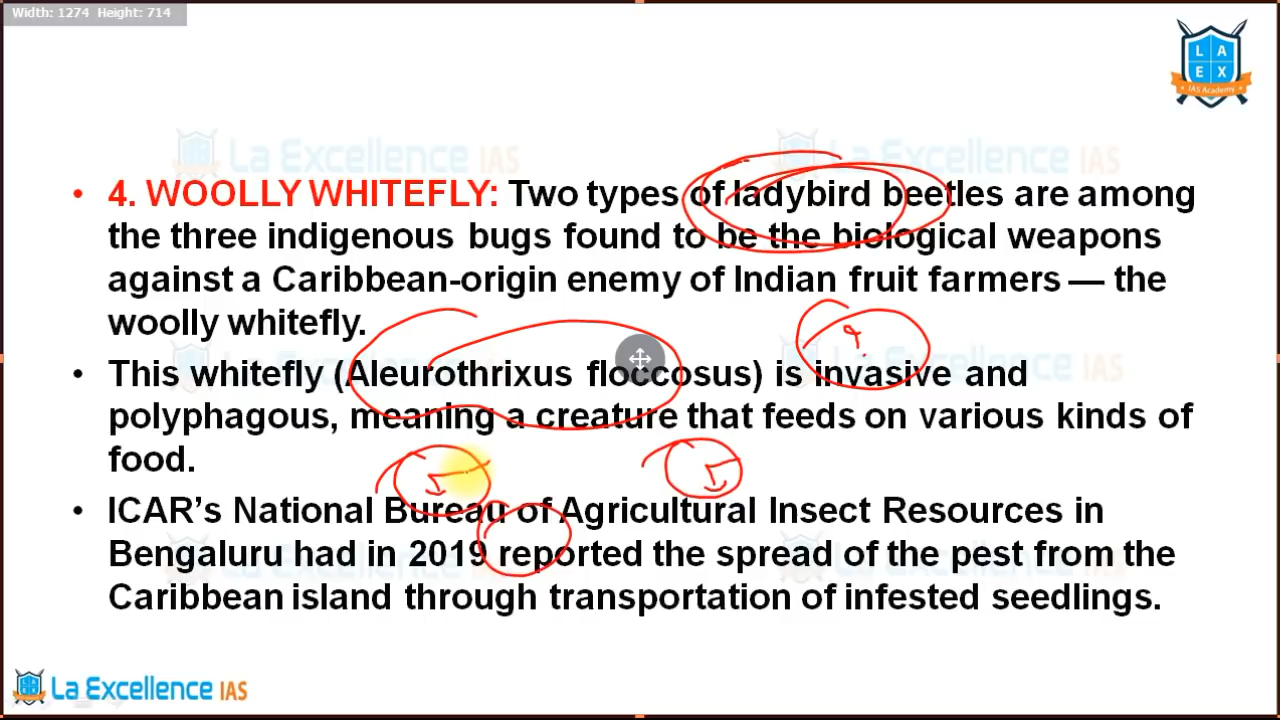 Width: 1274 Height: 714
L A
E X
IAS Academy
La Excellence IAS
La Excellence IAS
• 4. WOOLLY WHITEFLY: Two types of ladybird beetles are among
the three indigenous bugs found to be the biological weapons
against a Caribbean-origin enemy of Indian fruit farmers — the
woolly whitefly.
• This whitefly (Aleurothrixus floccosus) is invasive and
polyphagous, meaning a creature that feeds on various kinds of
food.
• ICAR's National Bureau of Agricultural Insect Resources in
Bengaluru had in 2019 reported the spread of the pest from the
Caribbean island through transportation of infested seedlings.
La Excellence IAS